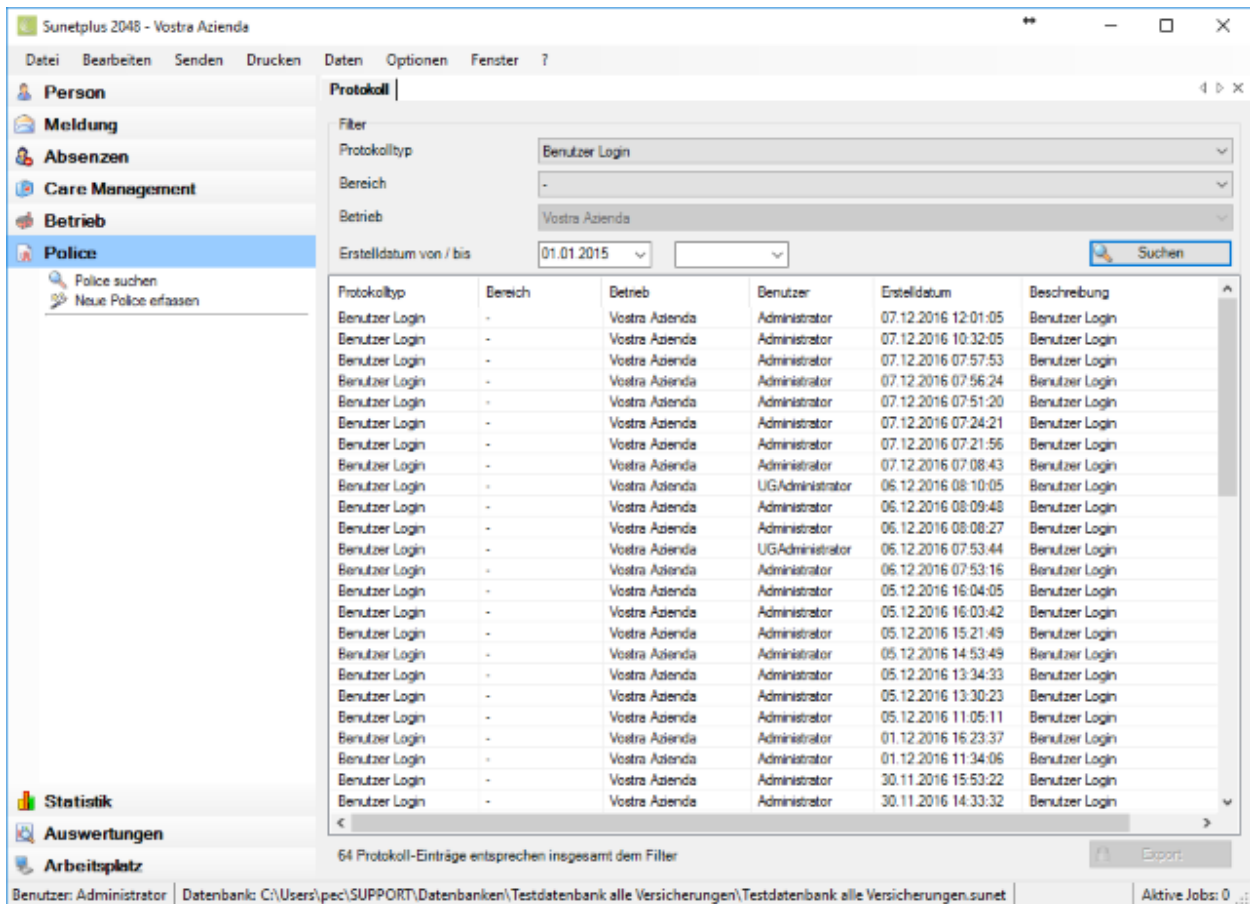 Sunetplus 2048 - Vostra Azienda
Datei Bearbeiten Senden Drucken Daten Optionen Fenster ?
Person
Meldung
Absenzen
Care Management
Betrieb
Police
Police suchen
Neue Police erfassen
Statistik
Auswertungen
Arbeitsplatz
Protokoll
Filter
Protokolltyp Benutzer Login
Bereich -
Betrieb Vostra Azienda
Erstelldatum von / bis 01.01.2015 Suchen
Protokolltyp Bereich Betrieb Benutzer Erstelldatum Beschreibung
Benutzer Login - Vostra Azienda Administrator 07.12.2016 12:01:05 Benutzer Login
Benutzer Login - Vostra Azienda Administrator 07.12.2016 10:32:05 Benutzer Login
Benutzer Login - Vostra Azienda Administrator 07.12.2016 07:57:53 Benutzer Login
Benutzer Login - Vostra Azienda Administrator 07.12.2016 07:56:24 Benutzer Login
Benutzer Login - Vostra Azienda Administrator 07.12.2016 07:51:20 Benutzer Login
Benutzer Login - Vostra Azienda Administrator 07.12.2016 07:24:21 Benutzer Login
Benutzer Login - Vostra Azienda Administrator 07.12.2016 07:21:56 Benutzer Login
Benutzer Login - Vostra Azienda Administrator 07.12.2016 07:08:43 Benutzer Login
Benutzer Login - Vostra Azienda UGAdministrator 06.12.2016 08:10:05 Benutzer Login
Benutzer Login - Vostra Azienda Administrator 06.12.2016 08:09:48 Benutzer Login
Benutzer Login - Vostra Azienda Administrator 06.12.2016 08:08:27 Benutzer Login
Benutzer Login - Vostra Azienda UGAdministrator 06.12.2016 07:53:44 Benutzer Login
Benutzer Login - Vostra Azienda Administrator 06.12.2016 07:53:16 Benutzer Login
Benutzer Login - Vostra Azienda Administrator 05.12.2016 16:04:05 Benutzer Login
Benutzer Login - Vostra Azienda Administrator 05.12.2016 16:03:42 Benutzer Login
Benutzer Login - Vostra Azienda Administrator 05.12.2016 15:21:49 Benutzer Login
Benutzer Login - Vostra Azienda Administrator 05.12.2016 14:53:49 Benutzer Login
Benutzer Login - Vostra Azienda Administrator 05.12.2016 13:34:33 Benutzer Login
Benutzer Login - Vostra Azienda Administrator 05.12.2016 13:30:23 Benutzer Login
Benutzer Login - Vostra Azienda Administrator 05.12.2016 11:05:11 Benutzer Login
Benutzer Login - Vostra Azienda Administrator 01.12.2016 16:23:37 Benutzer Login
Benutzer Login - Vostra Azienda Administrator 01.12.2016 11:34:06 Benutzer Login
Benutzer Login - Vostra Azienda Administrator 30.11.2016 15:53:22 Benutzer Login
Benutzer Login - Vostra Azienda Administrator 30.11.2016 14:33:32 Benutzer Login
64 Protokoll-Einträge entsprechen insgesamt dem Filter
Export
Benutzer: Administrator Datenbank: C:\Users\pec\SUPPORT\Datenbanken\Testdatenbank alle Versicherungen\Testdatenbank alle Versicherungen.sunet Aktive Jobs: 0